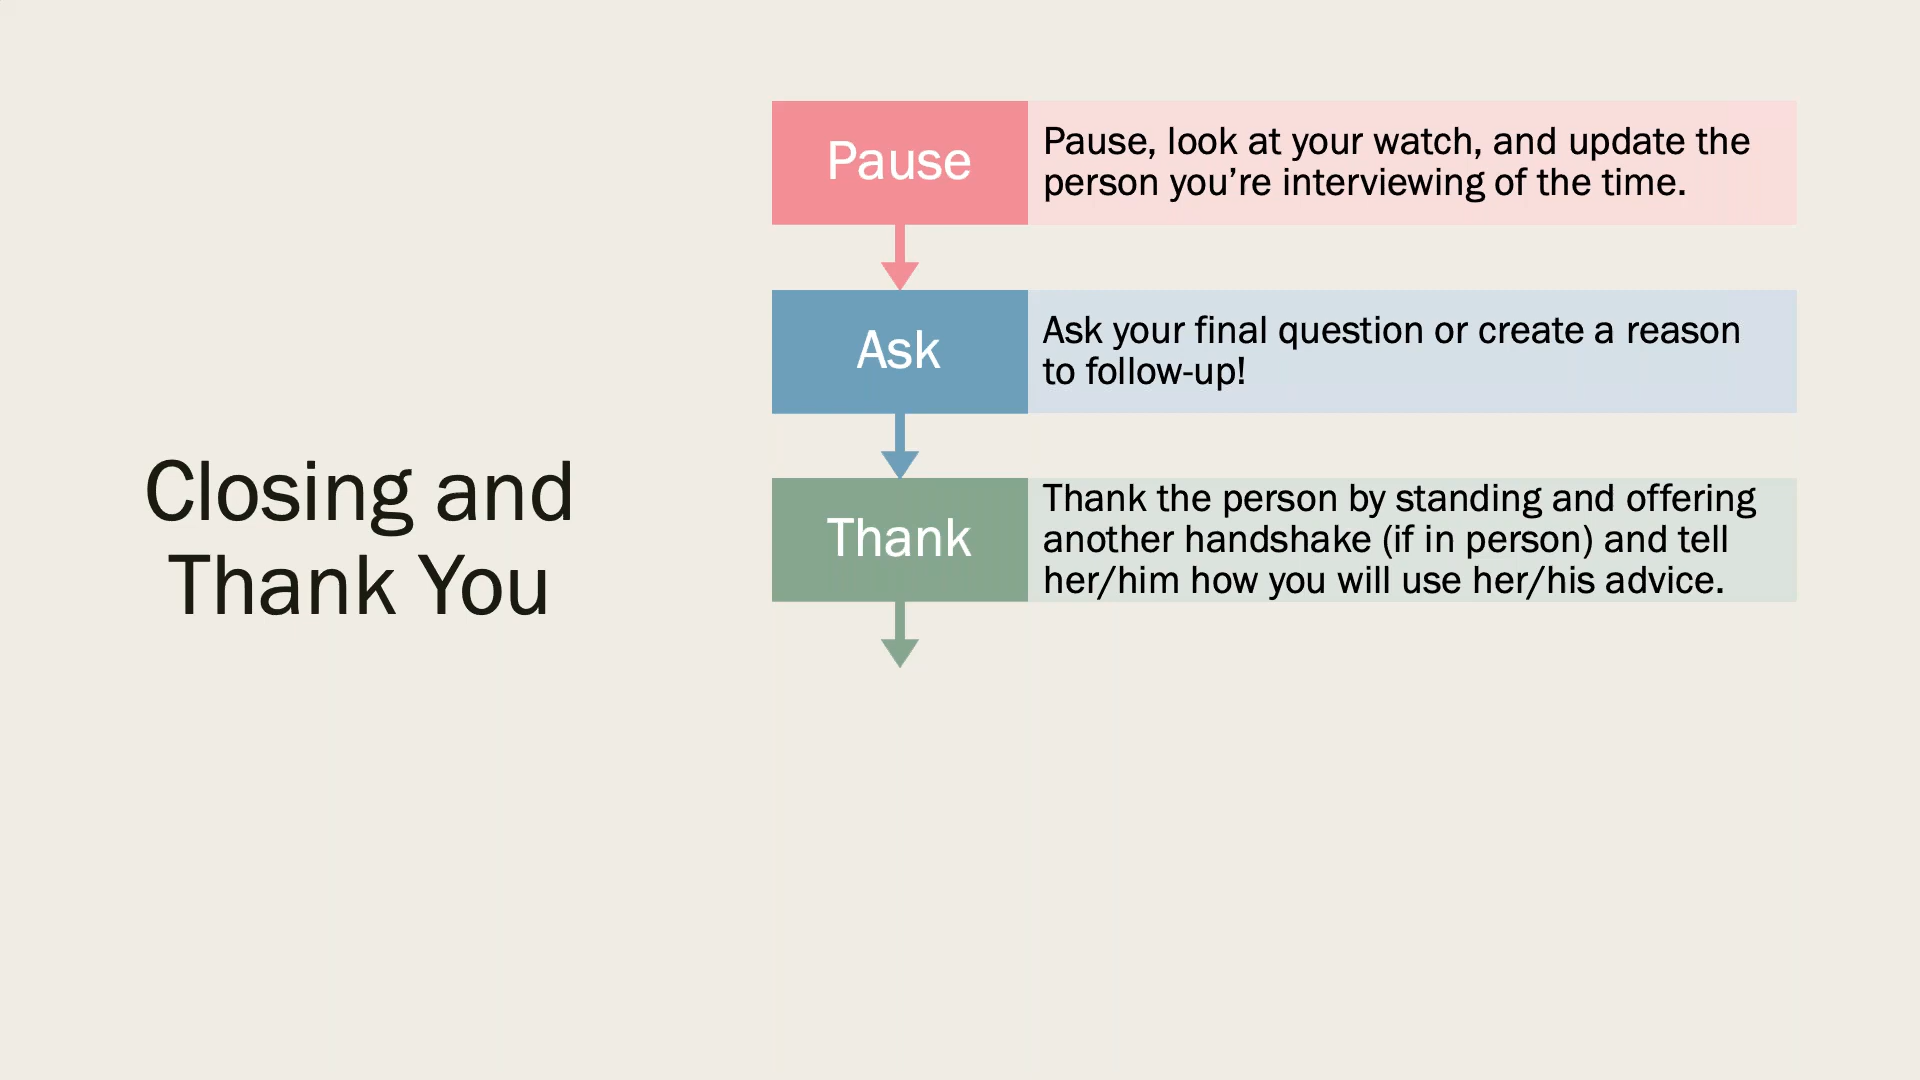 Closing and
Thank You
Pause
Pause, look at your watch, and update the
person you’re interviewing of the time.
Ask
Ask your final question or create a reason
to follow-up!
Thank
Thank the person by standing and offering
another handshake (if in person) and tell
her/him how you will use her/his advice.